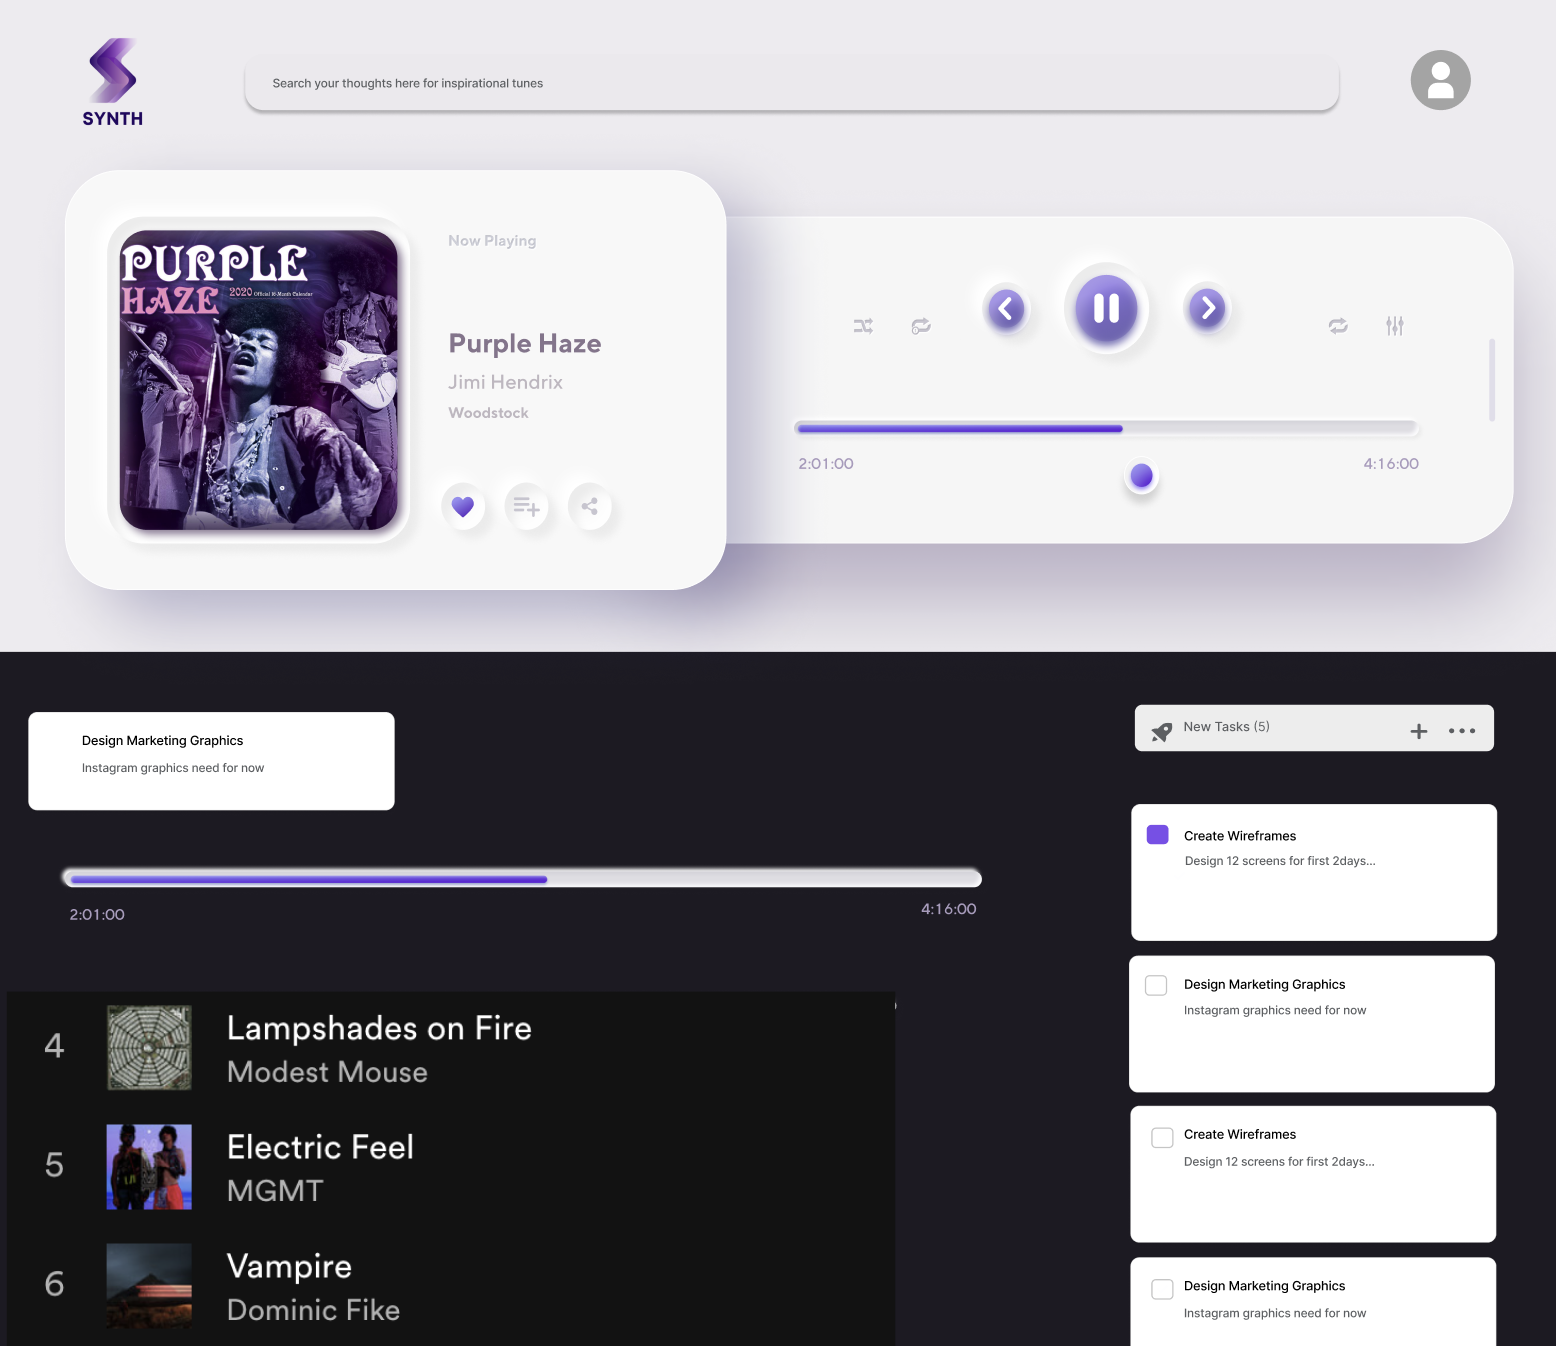 SYNTH
Search your thoughts here for inspirational tunes
PURPLE
HAZE 2020 Official 16-Month Calendar
Now Playing
Purple Haze
Jimi Hendrix
Woodstock
2:01:00
4:16:00
Design Marketing Graphics
Instagram graphics need for now
New Tasks (5)
Create Wireframes
Design 12 screens for first 2days...
2:01:00
4:16:00
Design Marketing Graphics
Instagram graphics need for now
4
Lampshades on Fire
Modest Mouse
5
Electric Feel
MGMT
Create Wireframes
Design 12 screens for first 2days...
6
Vampire
Dominic Fike
Design Marketing Graphics
Instagram graphics need for now